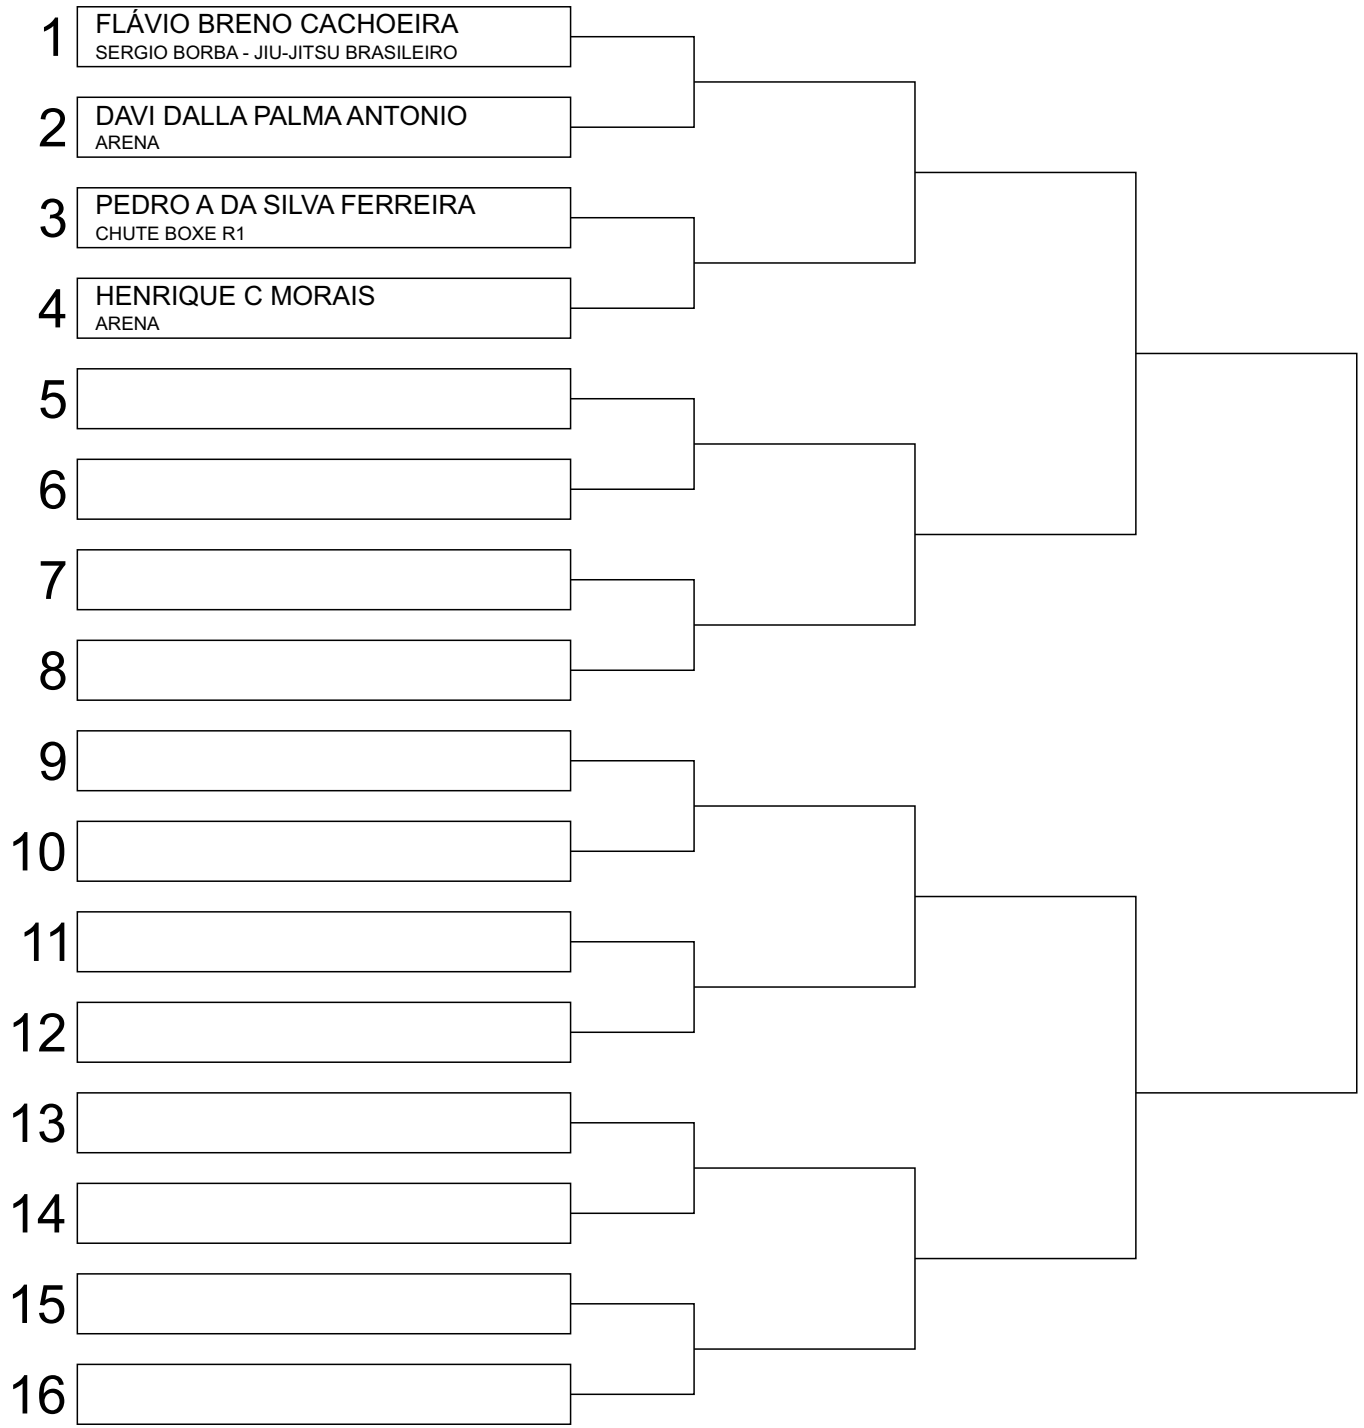 1
FLÁVIO BRENO CACHOEIRA
SERGIO BORBA - JIU-JITSU BRASILEIRO
2
DAVI DALLA PALMA ANTONIO
ARENA
3
PEDRO A DA SILVA FERREIRA
CHUTE BOXE R1
4
HENRIQUE C MORAIS
ARENA
5
6
7
8
9
10
11
12
13
14
15
16